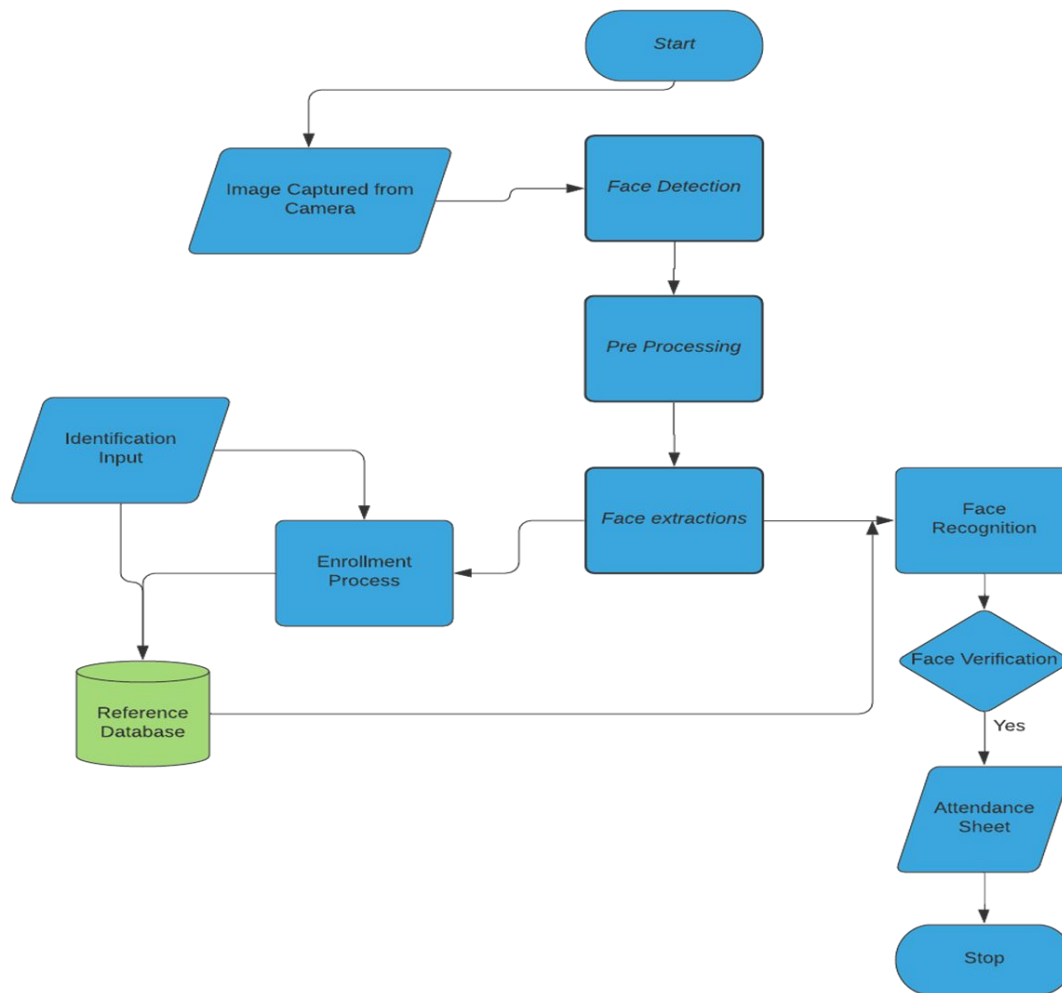 Start
Image Captured from
Camera
Face Detection
Pre Processing
Identification
Input
Face extractions
Face
Recognition
Enrollment
Process
Face Verification
Reference
Database
Yes
Attendance
Sheet
Stop